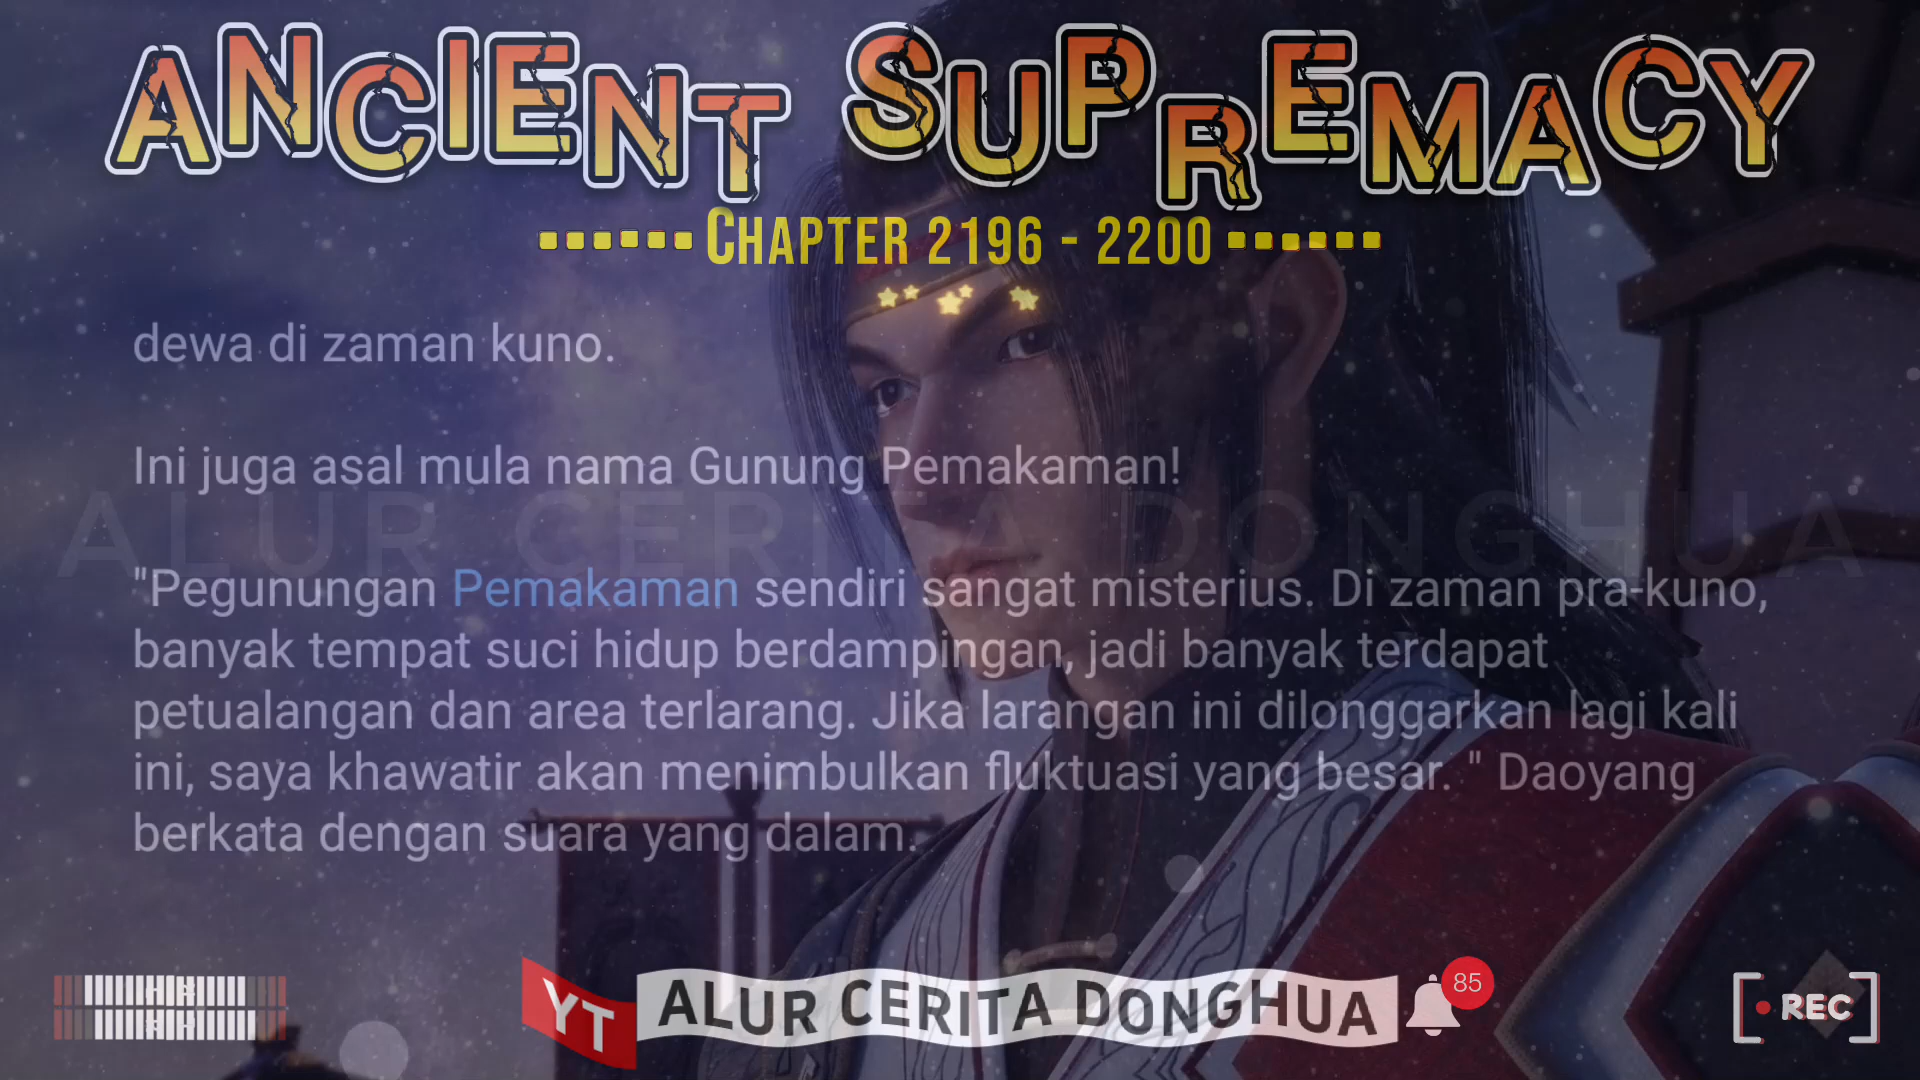 ANCIENT SUPREMACY
CHAPTER 2196 - 2200
dewa di zaman kuno.
Ini juga asal mula nama Gunung Pemakaman!
ALUR CERITA DONGHUA
"Pegunungan Pemakaman sendiri sangat misterius. Di zaman pra-kuno,
banyak tempat suci hidup berdampingan, jadi banyak terdapat
petualangan dan area terlarang. Jika larangan ini dilonggarkan lagi kali
ini, saya khawatir akan menimbulkan fluktuasi yang besar. " Daoyang
berkata dengan suara yang dalam.
YT ALUR CERITA DONGHUA 85
REC